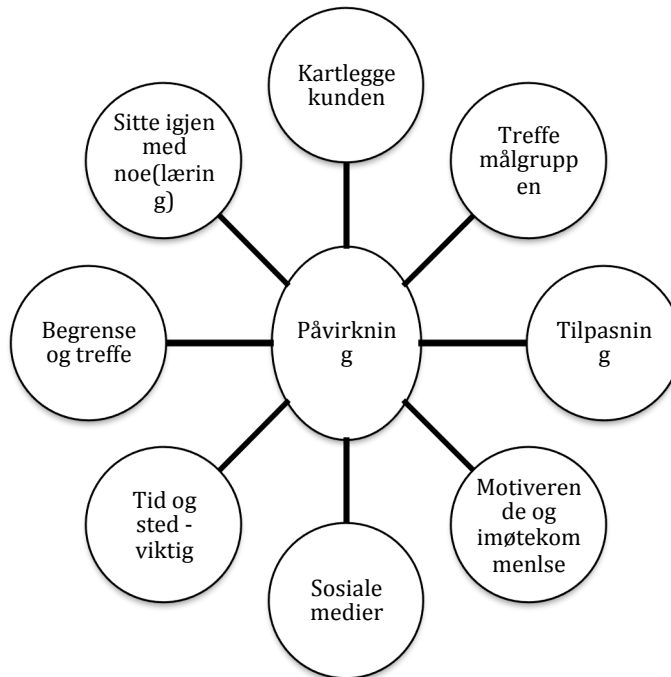 Kartlegge
kunden
Sitte igjen
med
noe(lærin
g)
Treffe
målgrupp
en
Begrense
og treffe
Påvirknin
g
Tilpasnin
g
Tid og
sted -
viktig
Motiveren
de og
imøtekom
menlse
Sosiale
medier